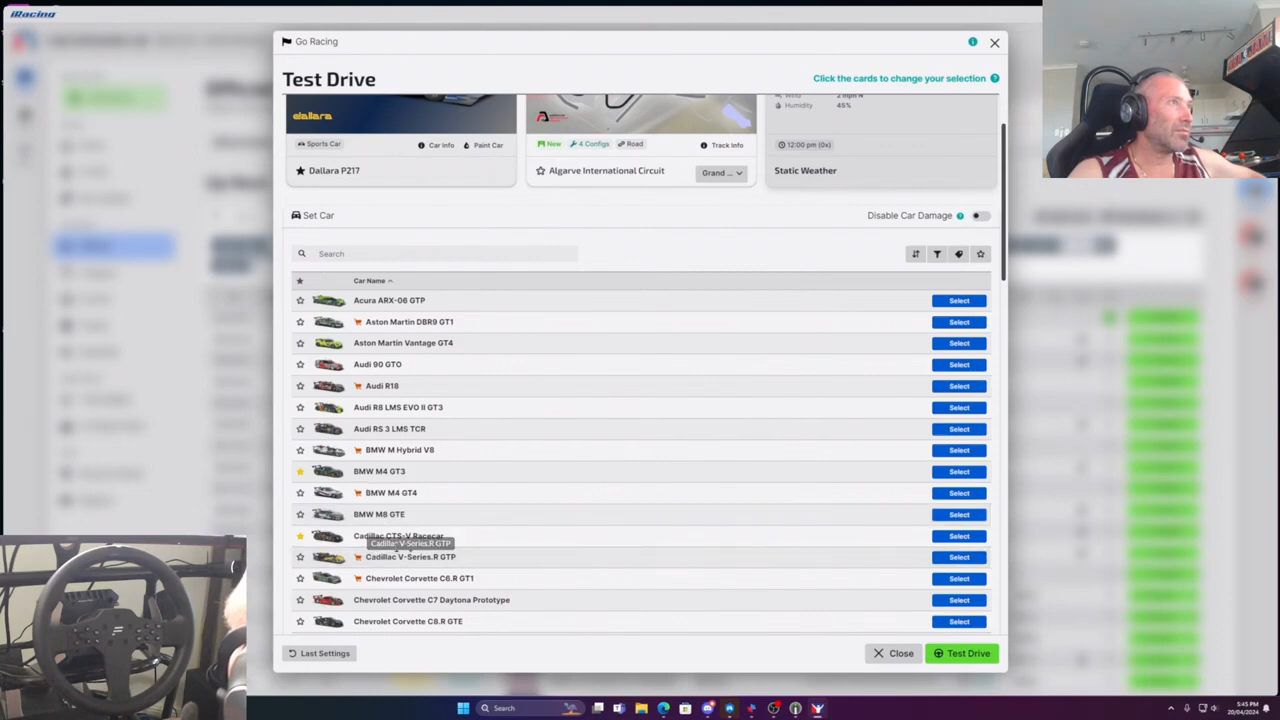 iRacing
Go Racing
Test Drive
Click the cards to change your selection
dallara
Humidity 45%
Sports Car
Car Info
Paint Car
Dallara P217
New
4 Configs
Road
Track Info
Algarve International Circuit
Grand ...
12:00 pm (0x)
Static Weather
Set Car
Disable Car Damage
Search
Car Name
Acura ARX-06 GTP Select
Aston Martin DBR9 GT1 Select
Aston Martin Vantage GT4 Select
Audi 90 GTO Select
Audi R18 Select
Audi R8 LMS EVO II GT3 Select
Audi RS 3 LMS TCR Select
BMW M Hybrid V8 Select
BMW M4 GT3 Select
BMW M4 GT4 Select
BMW M8 GTE Select
Cadillac CTS-V Racecar Select
Cadillac V-Series.R GTP
Cadillac V-Series.R GTP Select
Chevrolet Corvette C6.R GT1 Select
Chevrolet Corvette C7 Daytona Prototype Select
Chevrolet Corvette C8.R GTE Select
Last Settings
Close
Test Drive
Search
5:45 PM
20/04/2024